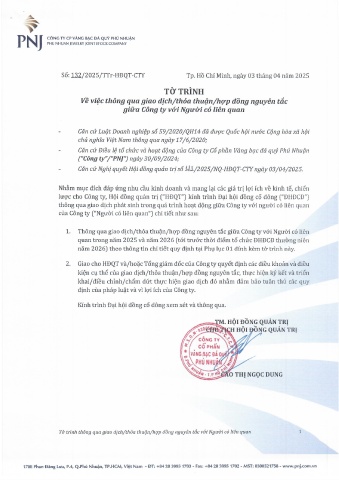 PNJ
CÔNG TY CỔ PHẦN VÀNG BẠC ĐÁ QUÝ PHÚ NHUẬN
PHU NHUAN JEWELRY JOINT STOCK COMPANY
Số: 132/2025/TTr-HĐQT-CTY
Tp. Hồ Chí Minh, ngày 03 tháng 04 năm 2025
TỜ TRÌNH
Về việc thông qua giao dịch/thỏa thuận/hợp đồng nguyên tắc
giữa Công ty với Người có liên quan
- Căn cứ Luật Doanh nghiệp số 59/2020/QH14 đã được Quốc hội nước Cộng hòa xã hội
chủ nghĩa Việt Nam thông qua ngày 17/6/2020;
- Căn cứ Điều lệ tổ chức và hoạt động của Công ty Cổ phần Vàng bạc đá quý Phú Nhuận
("Công ty"/"PNJ") ngày 30/09/2024;
- Căn cứ Nghị quyết Hội đồng quản trị số /2025/NQ-HĐQT-CTY ngày 03/04/2025.
Nhằm mục đích đáp ứng nhu cầu kinh doanh và mang lại các giá trị lợi ích về kinh tế, chiến
lược cho Công ty, Hội đồng quản trị ("HĐQT") kính trình Đại hội đồng cổ đông ("ĐHĐCĐ")
thông qua giao dịch phát sinh trong quá trình hoạt động giữa Công ty với Người có liên quan
của Công ty ("Người có liên quan") chi tiết như sau:
1. Thông qua giao dịch/thỏa thuận/hợp đồng nguyên tắc giữa Công ty với Người có liên
quan trong năm 2025 và năm 2026 (tới trước thời điểm tổ chức ĐHĐCĐ thường niên
năm 2026) theo thông tin chi tiết quy định tại Phụ lục 01 đính kèm tờ trình này.
2. Giao cho HĐQT và/hoặc Tổng giám đốc của Công ty quyết định các điều khoản và điều
kiện cụ thể của giao dịch/thỏa thuận/hợp đồng nguyên tắc, thực hiện ký kết và triển
khai/điều chỉnh/chấm dứt thực hiện giao dịch đó nhằm đảm bảo tuân thủ các quy
định của pháp luật và vì lợi ích của Công ty.
Kính trình Đại hội đồng cổ đông xem xét và thông qua.
TM. HỘI ĐỒNG QUẢN TRỊ
CHỦ TỊCH HỘI ĐỒNG QUẢN TRỊ
CÔNG TY
CỔ PHẦN
VÀNG BẠC ĐÁ QUÝ
PHÚ NHUẬN
CAO THỊ NGỌC DUNG
Tờ trình thông qua giao dịch/thỏa thuận/hợp đồng nguyên tắc với Người có liên quan
1
170E Phan Đăng Lưu, P.4, Q.Phú Nhuận, TP.HCM, Việt Nam - ĐT: +84 28 3995 1703 - Fax: +84 28 3995 1702 - MST: 0300521758 - www.pnj.com.vn